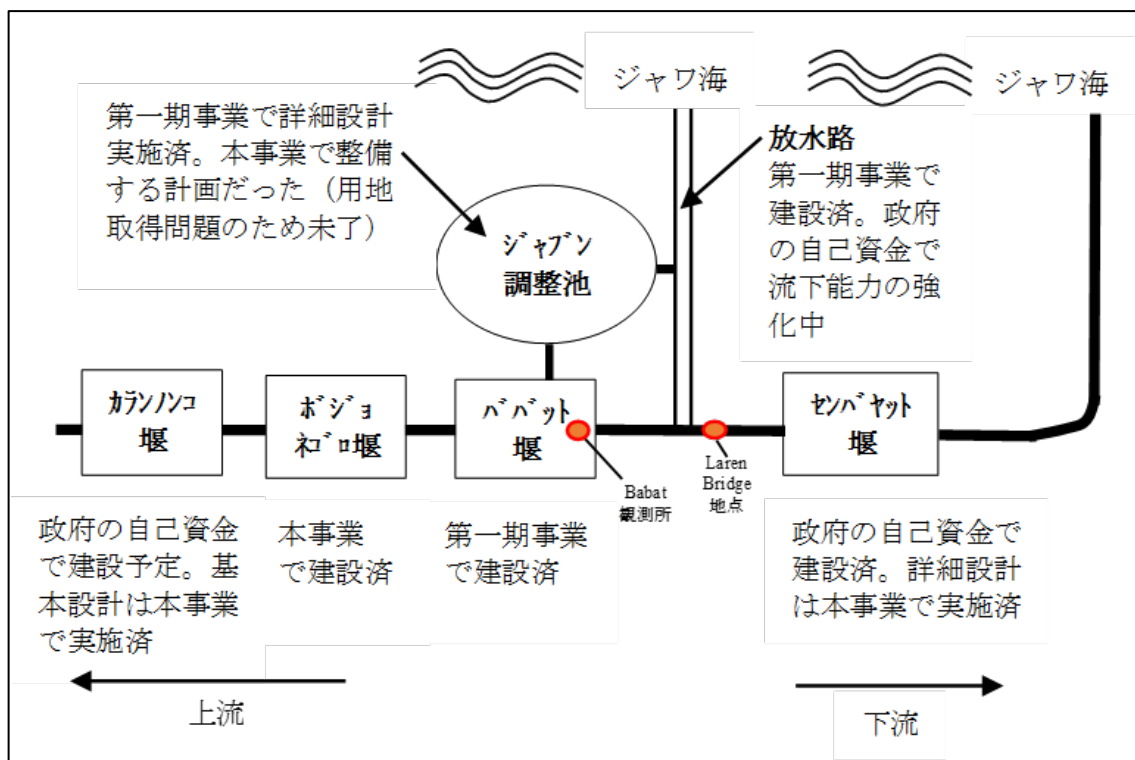 ジャワ海
ジャワ海
第一期事業で詳細設計
実施済。本事業で整備
する計画だった（用地
取得問題のため未了）
放水路
第一期事業で
建設済。政府
の自己資金で
流下能力の強
化中
ｼﾞｬﾌﾞﾝ
調整池
ｶﾗﾝﾉﾝｺ
堰
ﾎﾞｼﾞｮ
ﾈｺﾞﾛ堰
ﾊﾞﾊﾞｯﾄ
堰
ｾﾝﾊﾞﾔｯﾄ
堰
Babat
観測所
Laren
Bridge
地点
政府の自己資金
で建設予定。基
本設計は本事業
で実施済
本事業
で建設済
第一期事業
で建設済
政府の自己資金で
建設済。詳細設計
は本事業で実施済
上流
下流